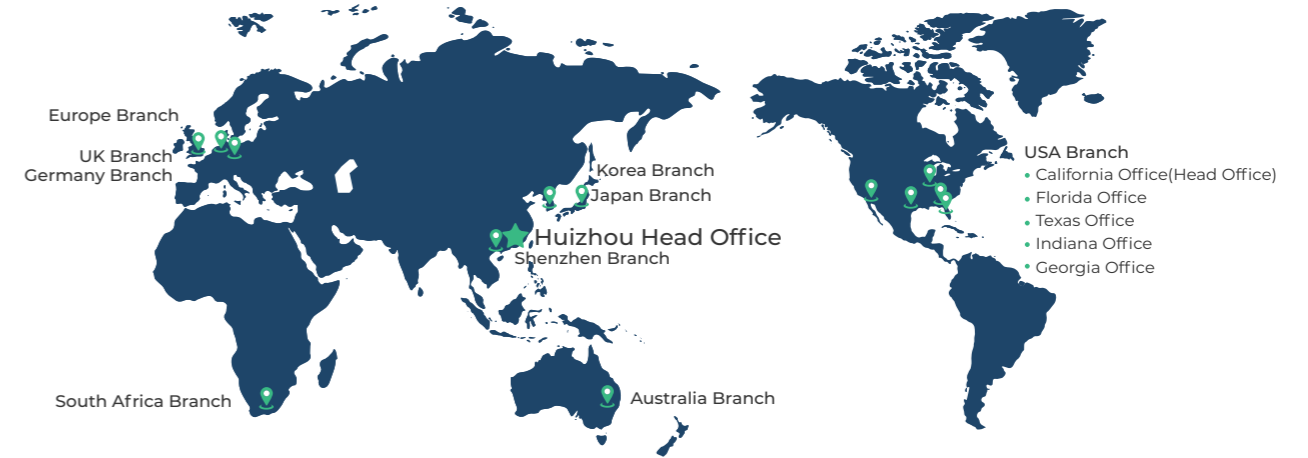 Europe Branch
UK Branch
Germany Branch
Korea Branch
Japan Branch
Huizhou Head Office
Shenzhen Branch
South Africa Branch
Australia Branch
USA Branch
• California Office(Head Office)
• Florida Office
• Texas Office
• Indiana Office
• Georgia Office